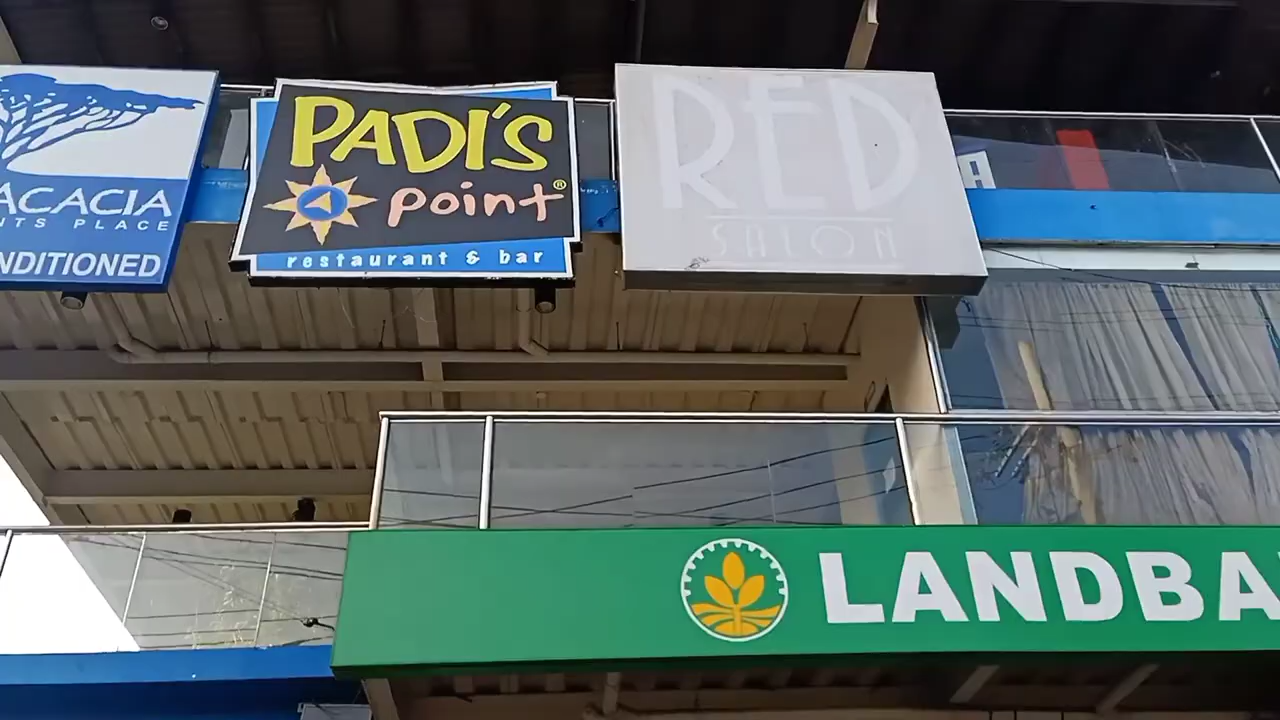 ACACIA
NTS PLACE
NDITIONED
PADI'S
point®
restaurant & bar
RED
SALON
A
LANDBA